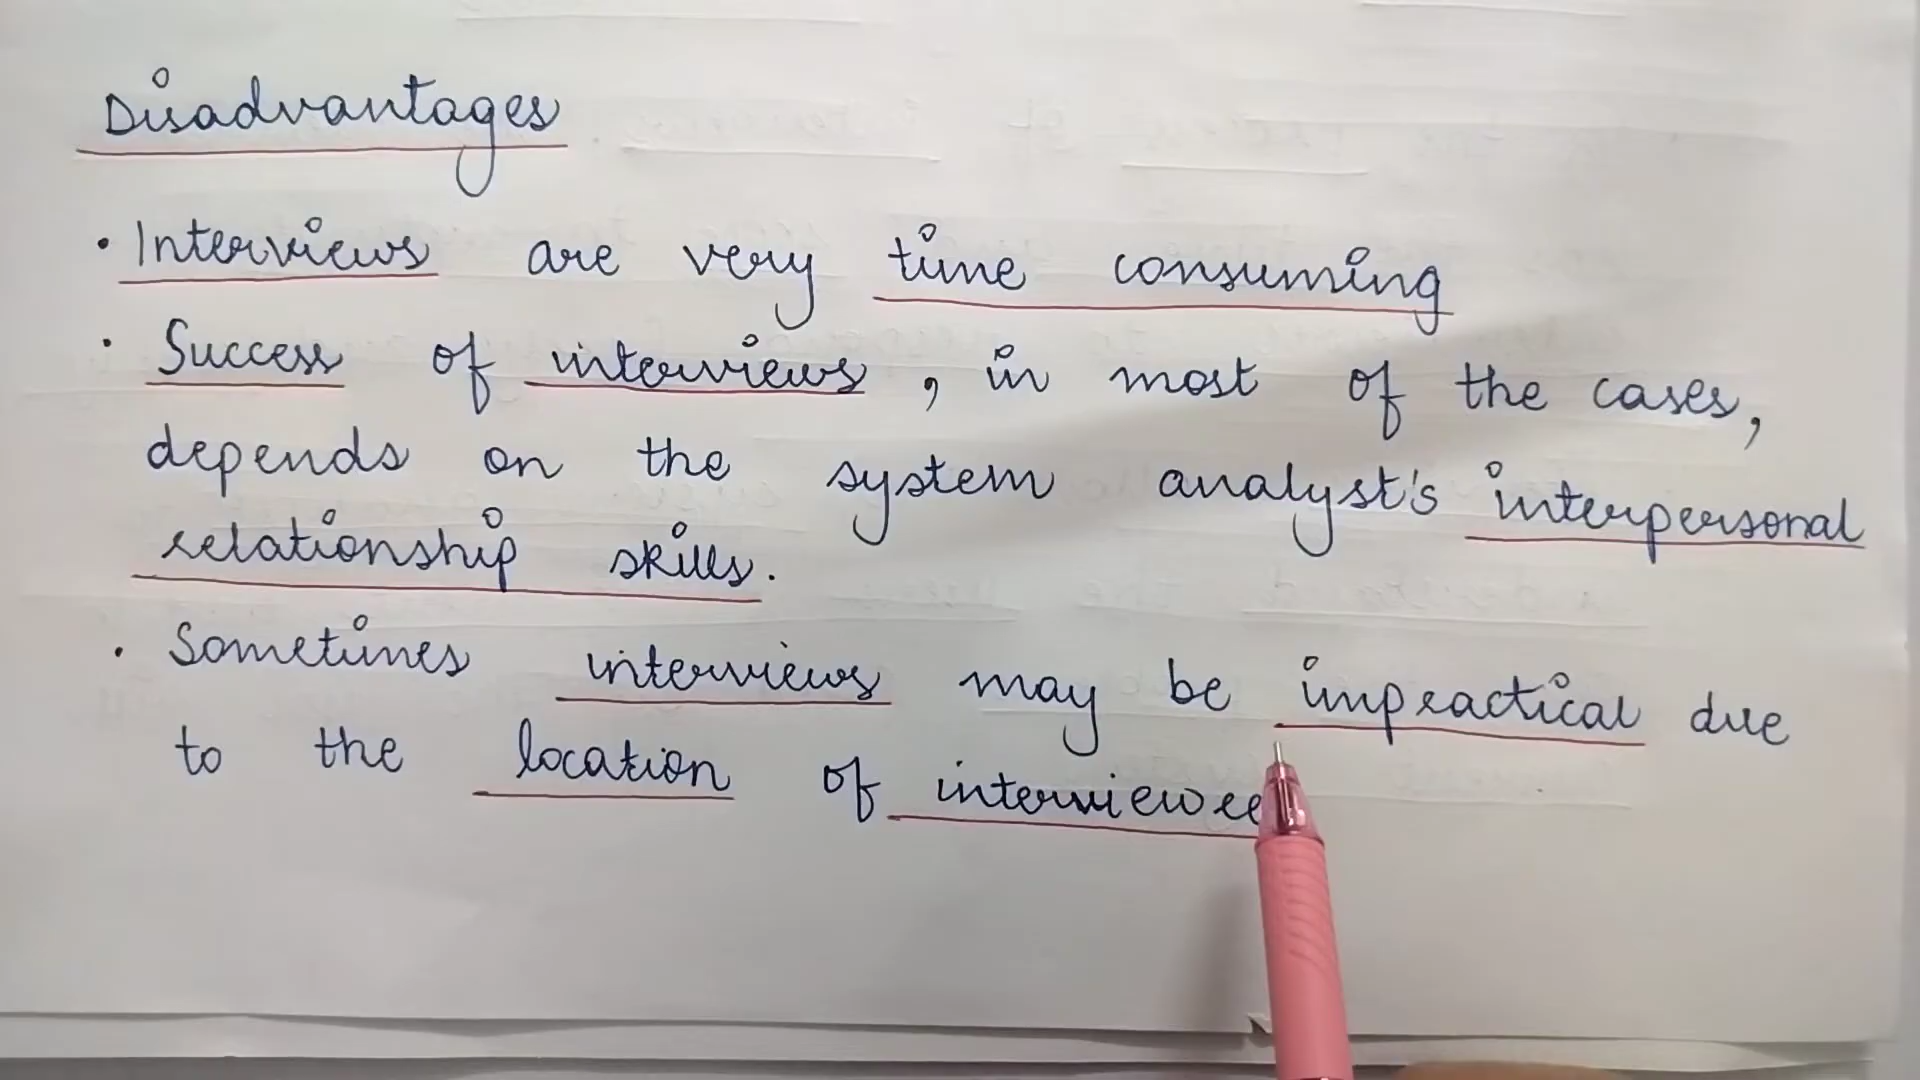 Disadvantages
• Interviews are very time consuming
• Success of interviews, in most of the cases,
depends on the system analyst's interpersonal
relationship skills.
• Sometimes interviews may be impractical due
to the location of interviewee